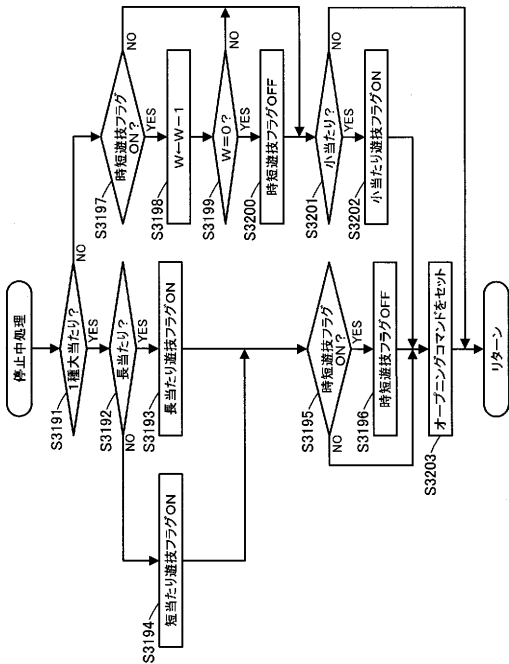 停止中処理
S3191
1種大当たり?
NO
YES
S3192
長当たり?
NO
YES
S3193
長当たり遊技フラグON
S3194
短当たり遊技フラグON
S3195
時短遊技フラグ
ON?
NO
YES
S3196
時短遊技フラグOFF
S3197
時短遊技フラグ
ON?
NO
YES
S3198
W←W−1
S3199
W=0?
NO
YES
S3200
時短遊技フラグOFF
S3201
小当たり?
NO
YES
S3202
小当たり遊技フラグON
S3203
オープニングコマンドをセット
リターン